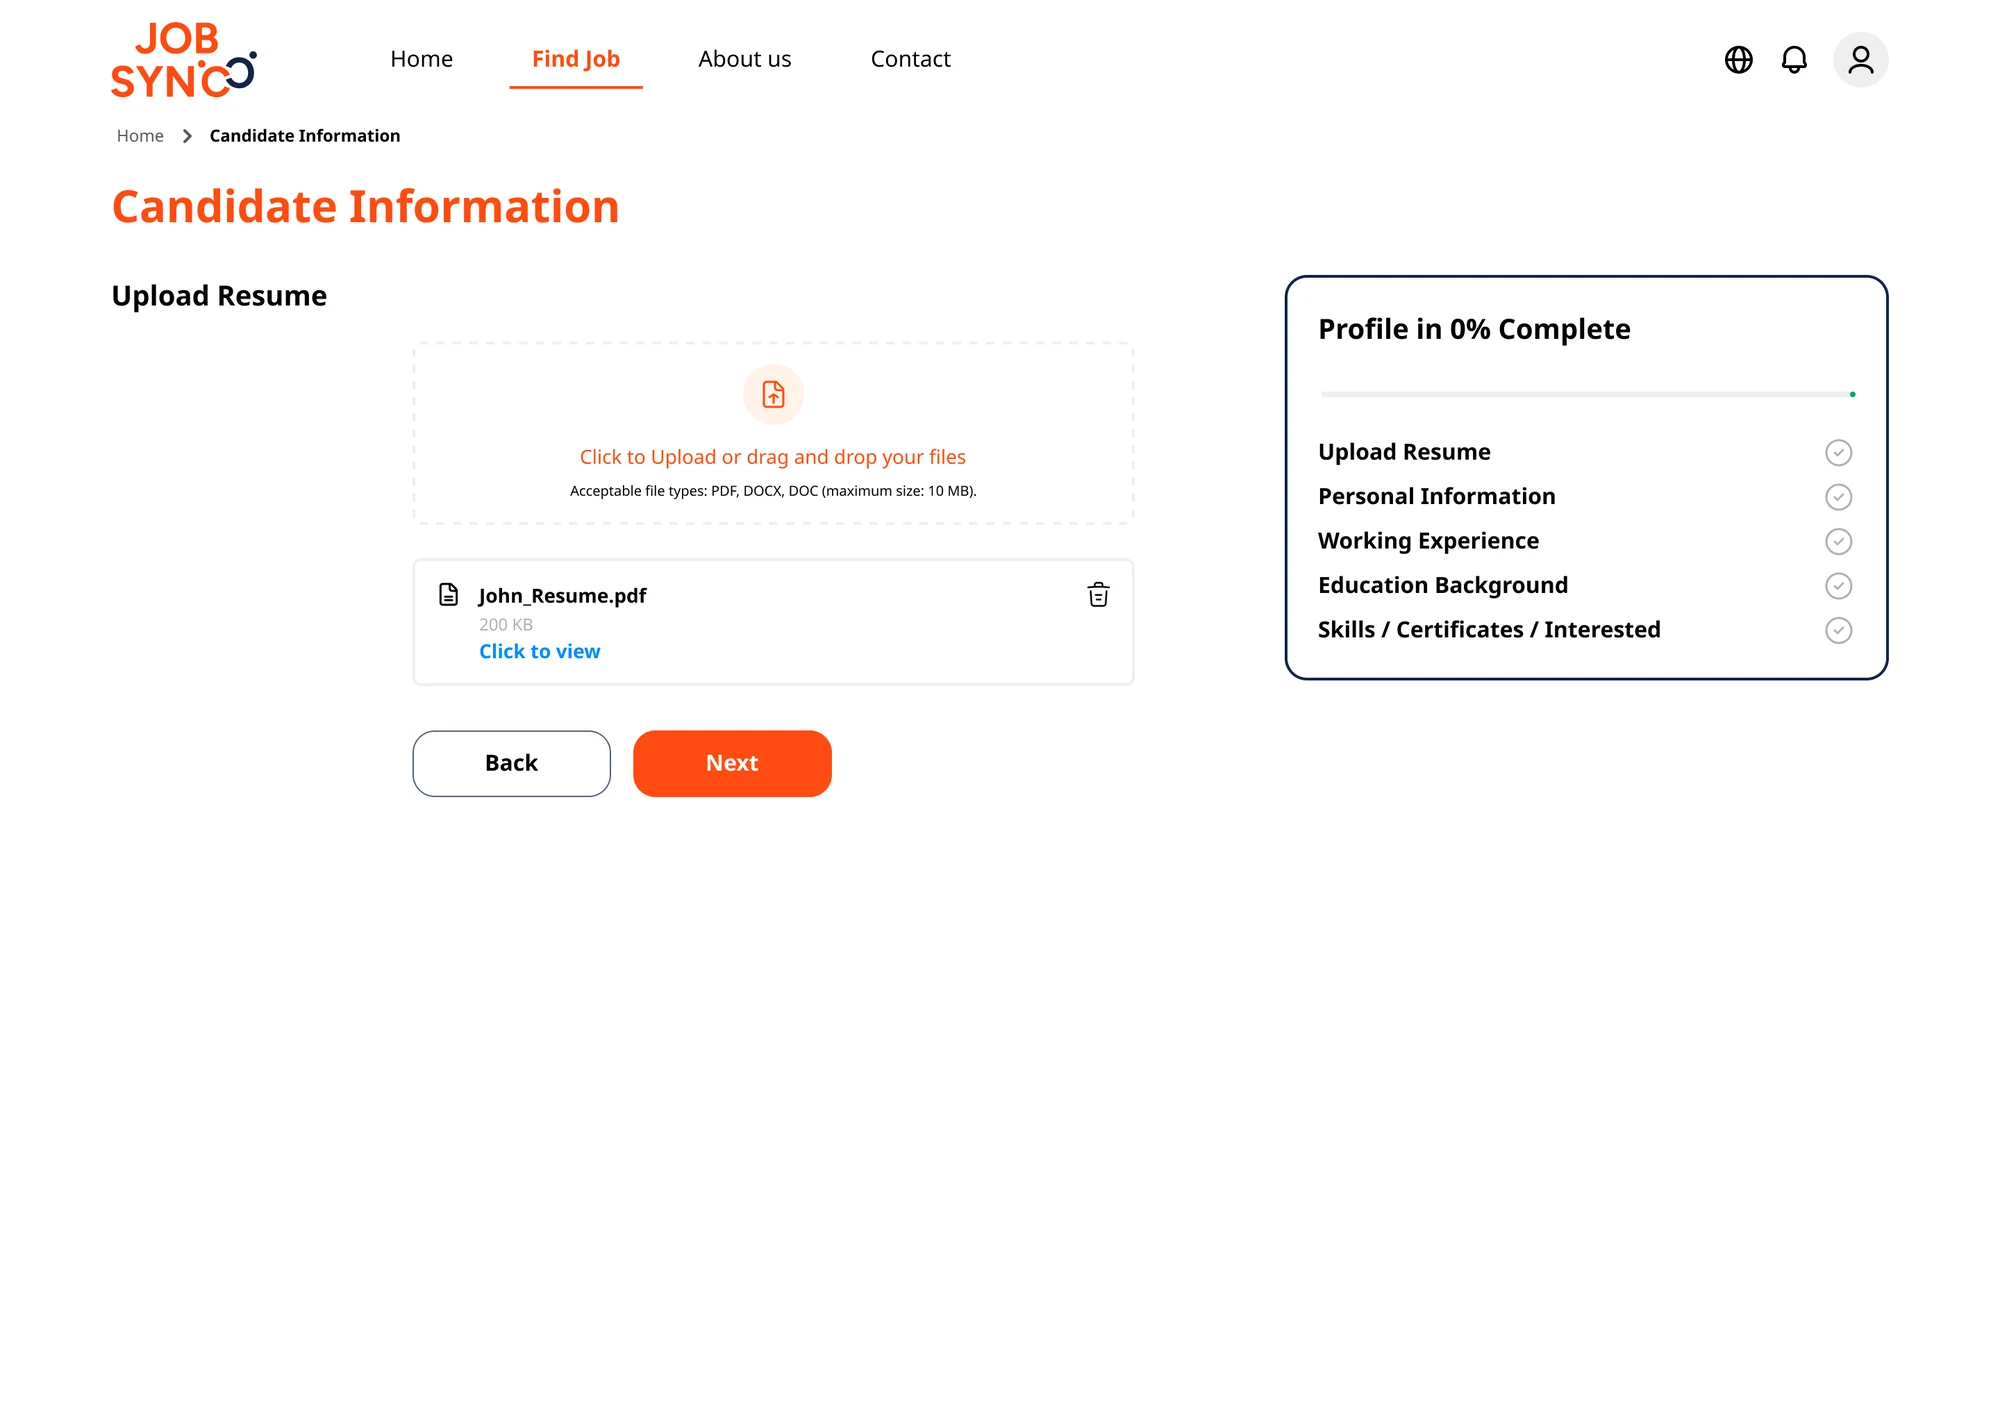 JOB
SYNC
Home
Find Job
About us
Contact
Home
Candidate Information
Candidate Information
Upload Resume
Click to Upload or drag and drop your files
Acceptable file types: PDF, DOCX, DOC (maximum size: 10 MB).
John_Resume.pdf
200 KB
Click to view
Back
Next
Profile in 0% Complete
Upload Resume
Personal Information
Working Experience
Education Background
Skills / Certificates / Interested